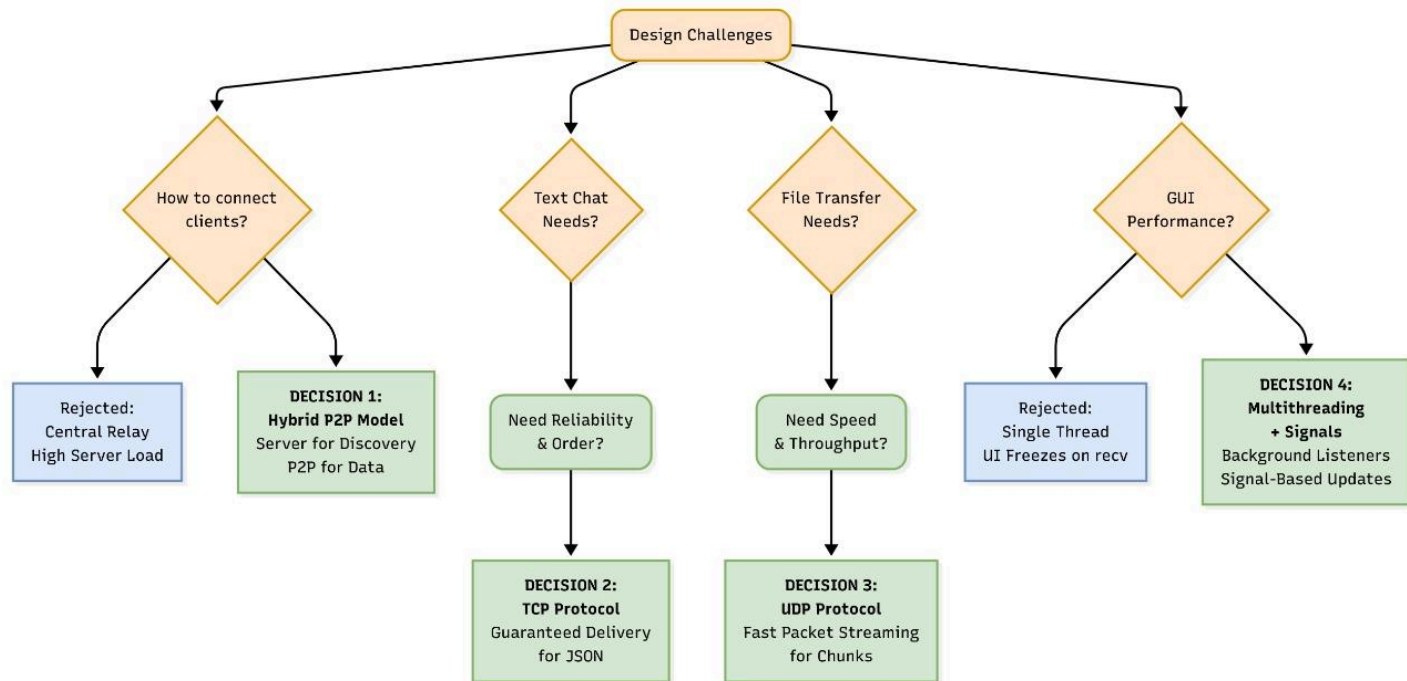 Design Challenges
How to connect
clients?
Text Chat
Needs?
File Transfer
Needs?
GUI
Performance?
Rejected:
Central Relay
High Server Load
DECISION 1:
Hybrid P2P Model
Server for Discovery
P2P for Data
Need Reliability
& Order?
Need Speed
& Throughput?
Rejected:
Single Thread
UI Freezes on recv
DECISION 4:
Multithreading
+ Signals
Background Listeners
Signal-Based Updates
DECISION 2:
TCP Protocol
Guaranteed Delivery
for JSON
DECISION 3:
UDP Protocol
Fast Packet Streaming
for Chunks